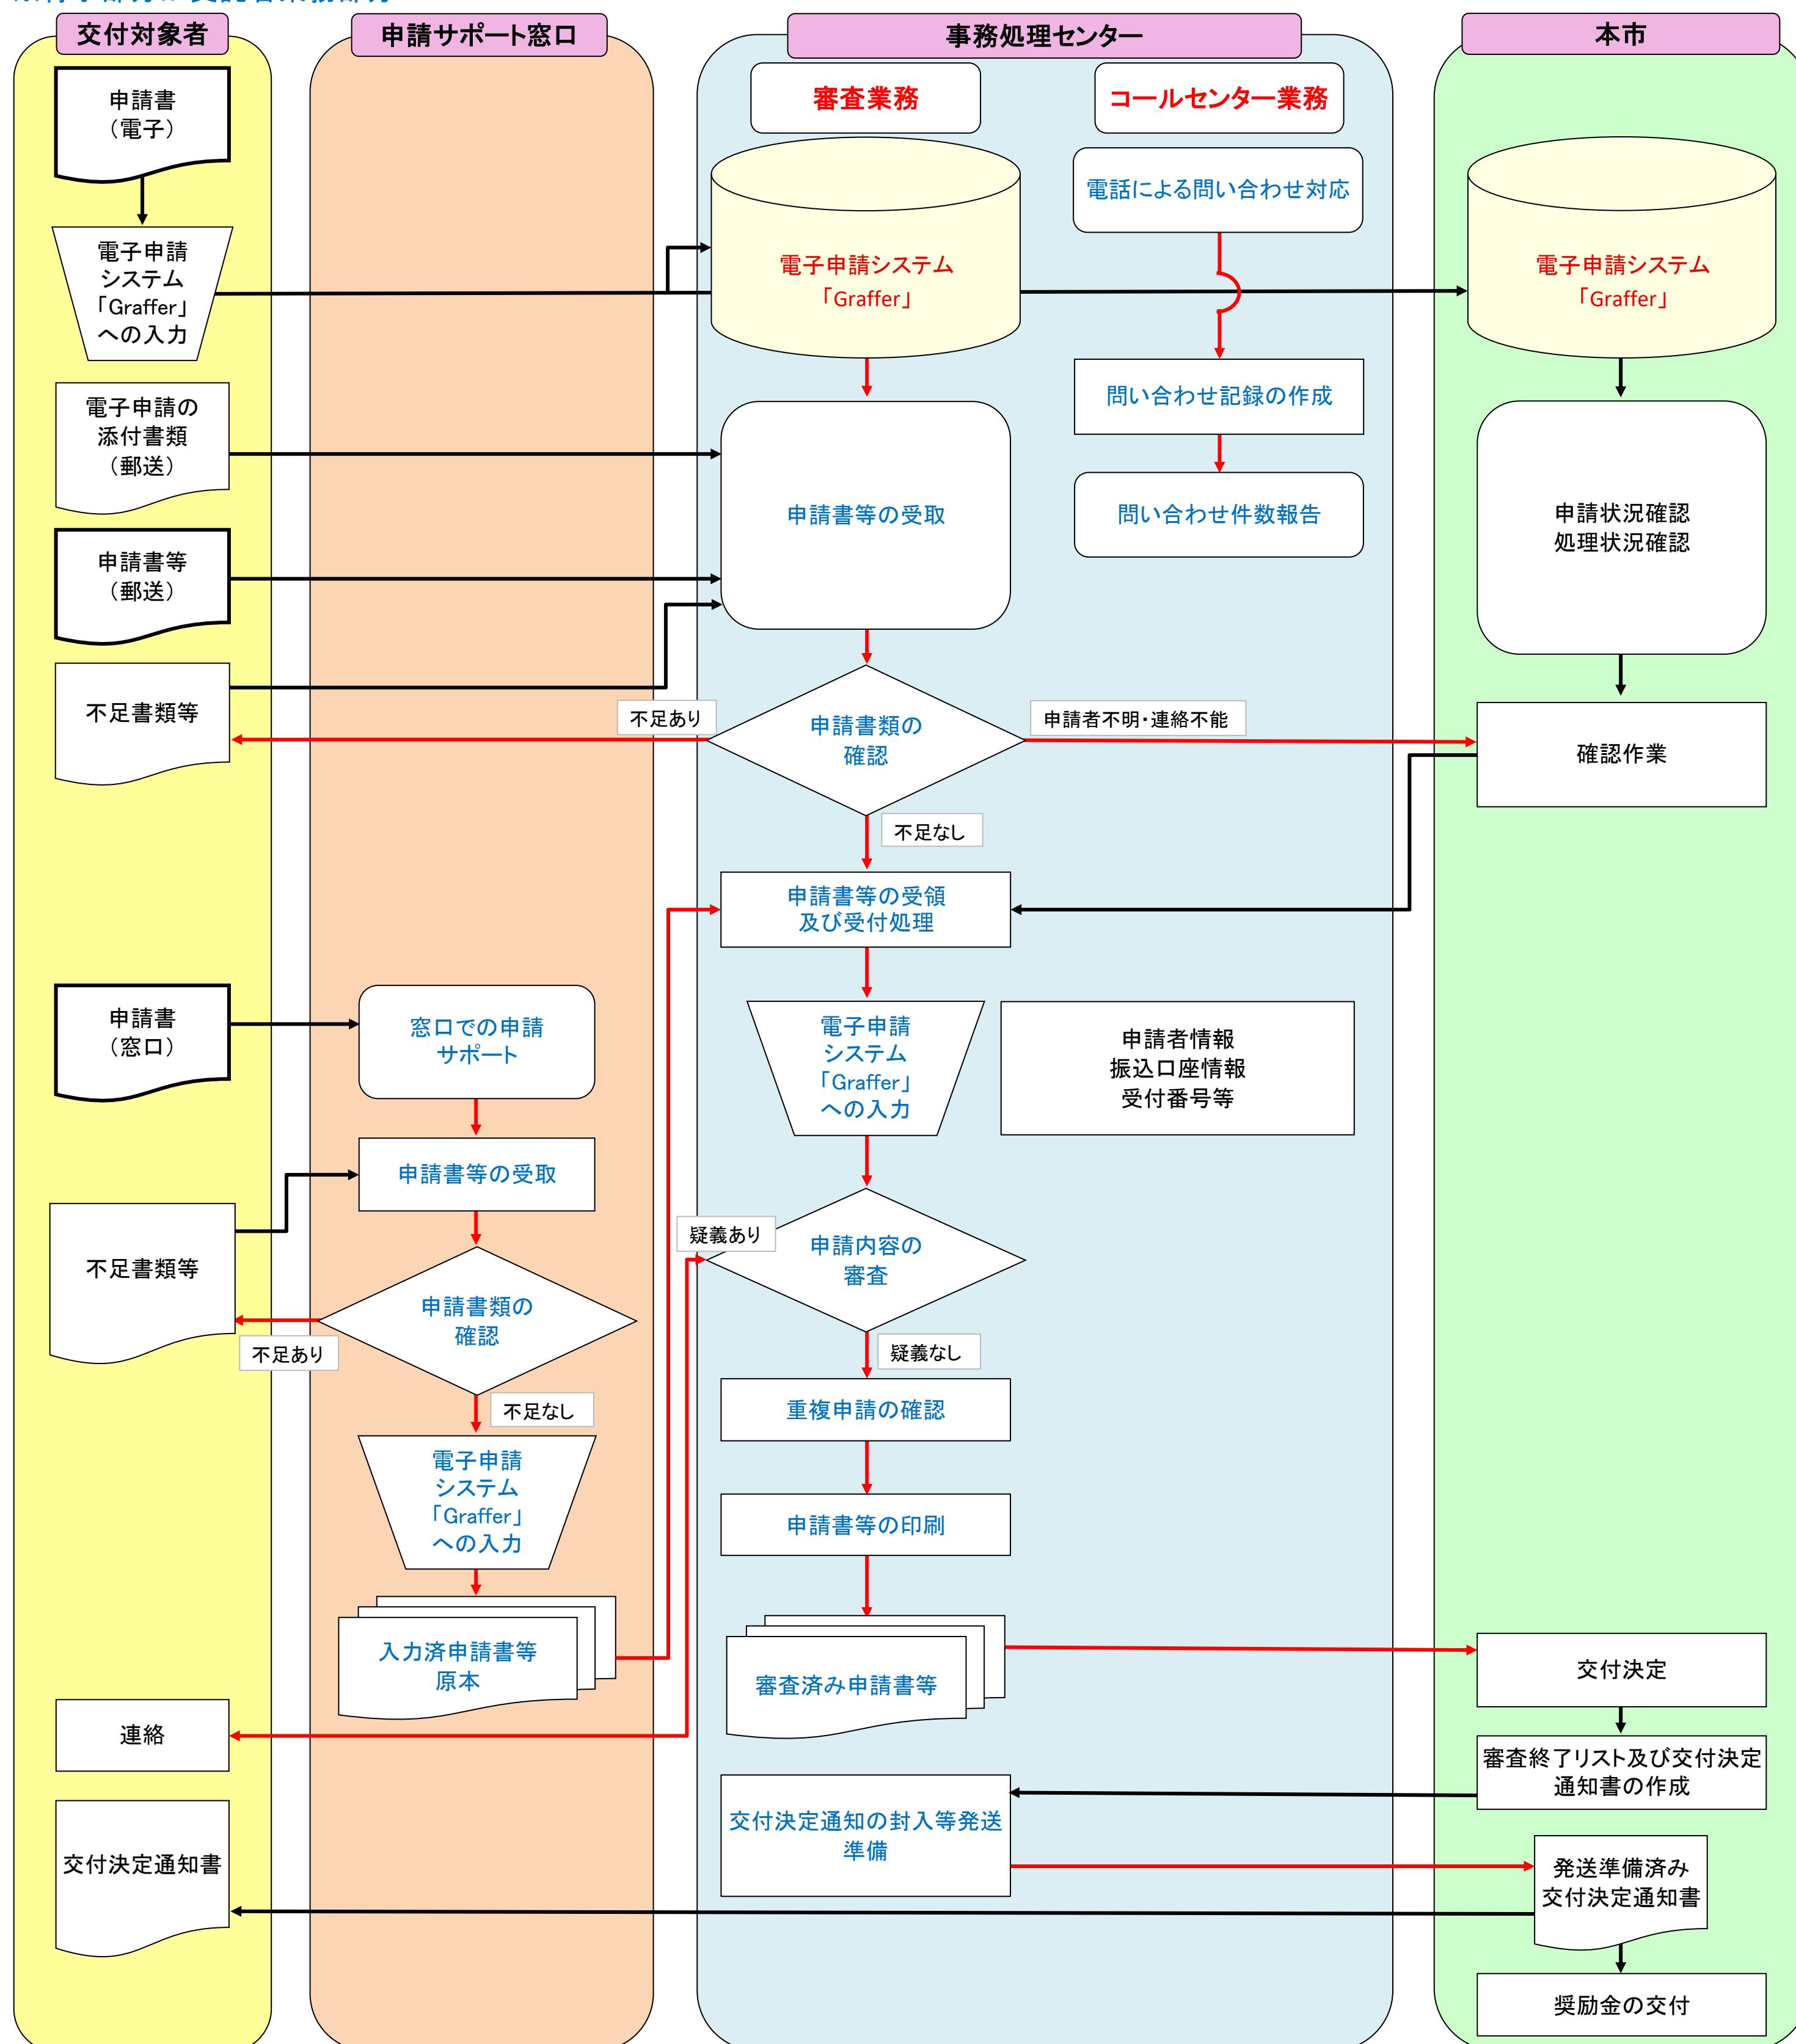 交付対象者
申請サポート窓口
事務処理センター
本市
審査業務
コールセンター業務
申請書
（電子）
電子申請
システム
「Graffer」
への入力
電子申請の
添付書類
（郵送）
申請書等
（郵送）
不足書類等
申請書
（窓口）
不足書類等
連絡
交付決定通知書
窓口での申請
サポート
申請書等の受取
申請書類の
確認
不足あり
不足なし
電子申請
システム
「Graffer」
への入力
入力済申請書等
原本
電子申請システム
「Graffer」
申請書等の受取
申請書類の
確認
不足あり
申請者不明・連絡不能
不足なし
申請書等の受領
及び受付処理
電子申請
システム
「Graffer」
への入力
申請者情報
振込口座情報
受付番号等
疑義あり
申請内容の
審査
疑義なし
重複申請の確認
申請書等の印刷
審査済み申請書等
交付決定通知の封入等発送
準備
電話による問い合わせ対応
問い合わせ記録の作成
問い合わせ件数報告
電子申請システム
「Graffer」
申請状況確認
処理状況確認
確認作業
交付決定
審査終了リスト及び交付決定
通知書の作成
発送準備済み
交付決定通知書
奨励金の交付